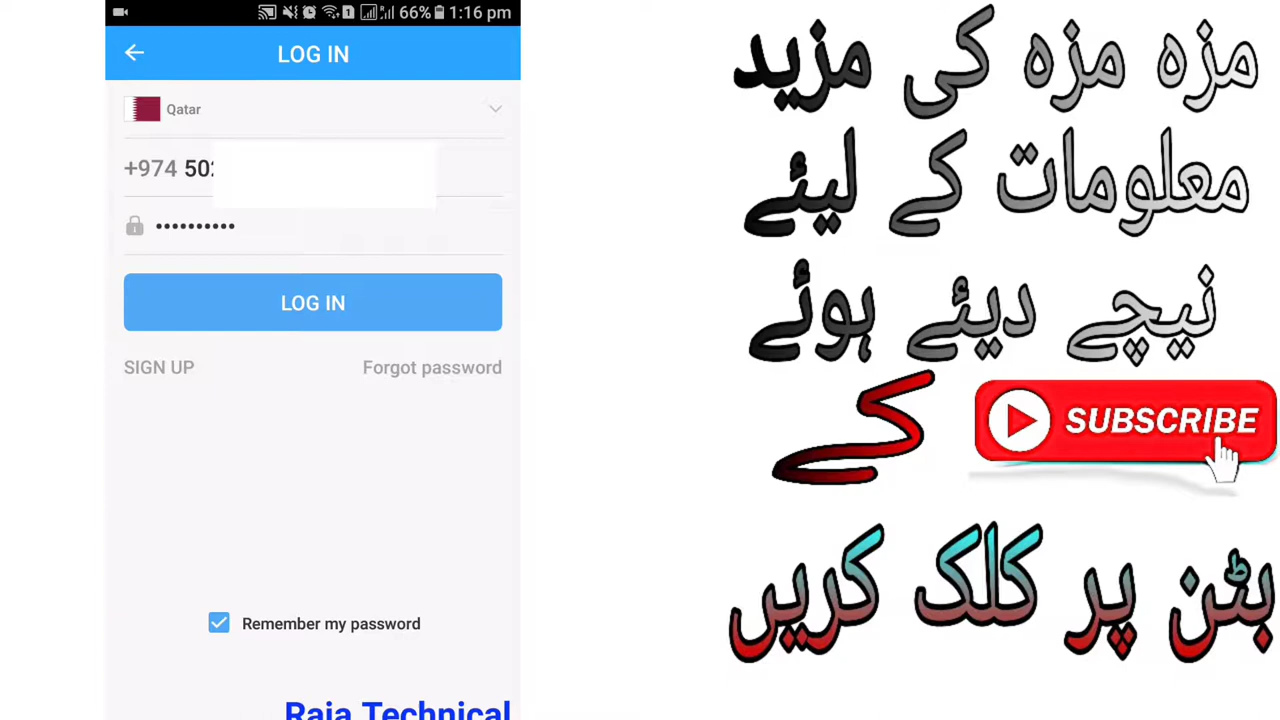 66% 1:16 pm
LOG IN
Qatar
+974 502
••••••••••
LOG IN
SIGN UP
Forgot password
Remember my password
Raja Technical
مزہ مزہ کی مزید
معلومات کے لیئے
نیچے دیئے ہوئے
SUBSCRIBE کے
بٹن پر کلک کریں